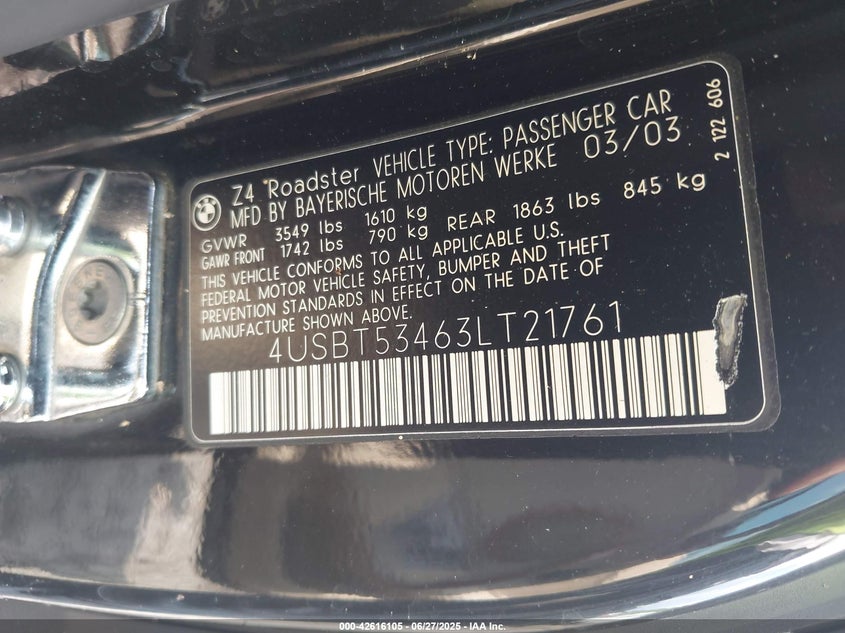 Z4 Roadster VEHICLE TYPE: PASSENGER CAR
MFD BY BAYERISCHE MOTOREN WERKE 03/03
GVWR 3549 lbs 1610 kg
GAWR FRONT 1742 lbs 790 kg REAR 1863 lbs 845 kg
THIS VEHICLE CONFORMS TO ALL APPLICABLE U.S.
FEDERAL MOTOR VEHICLE SAFETY, BUMPER AND THEFT
PREVENTION STANDARDS IN EFFECT ON THE DATE OF
MANUFACTURE SHOWN ABOVE.
4USBT53463LT21761
2 122 606
000-42616105 - 06/27/2025 - IAA Inc.